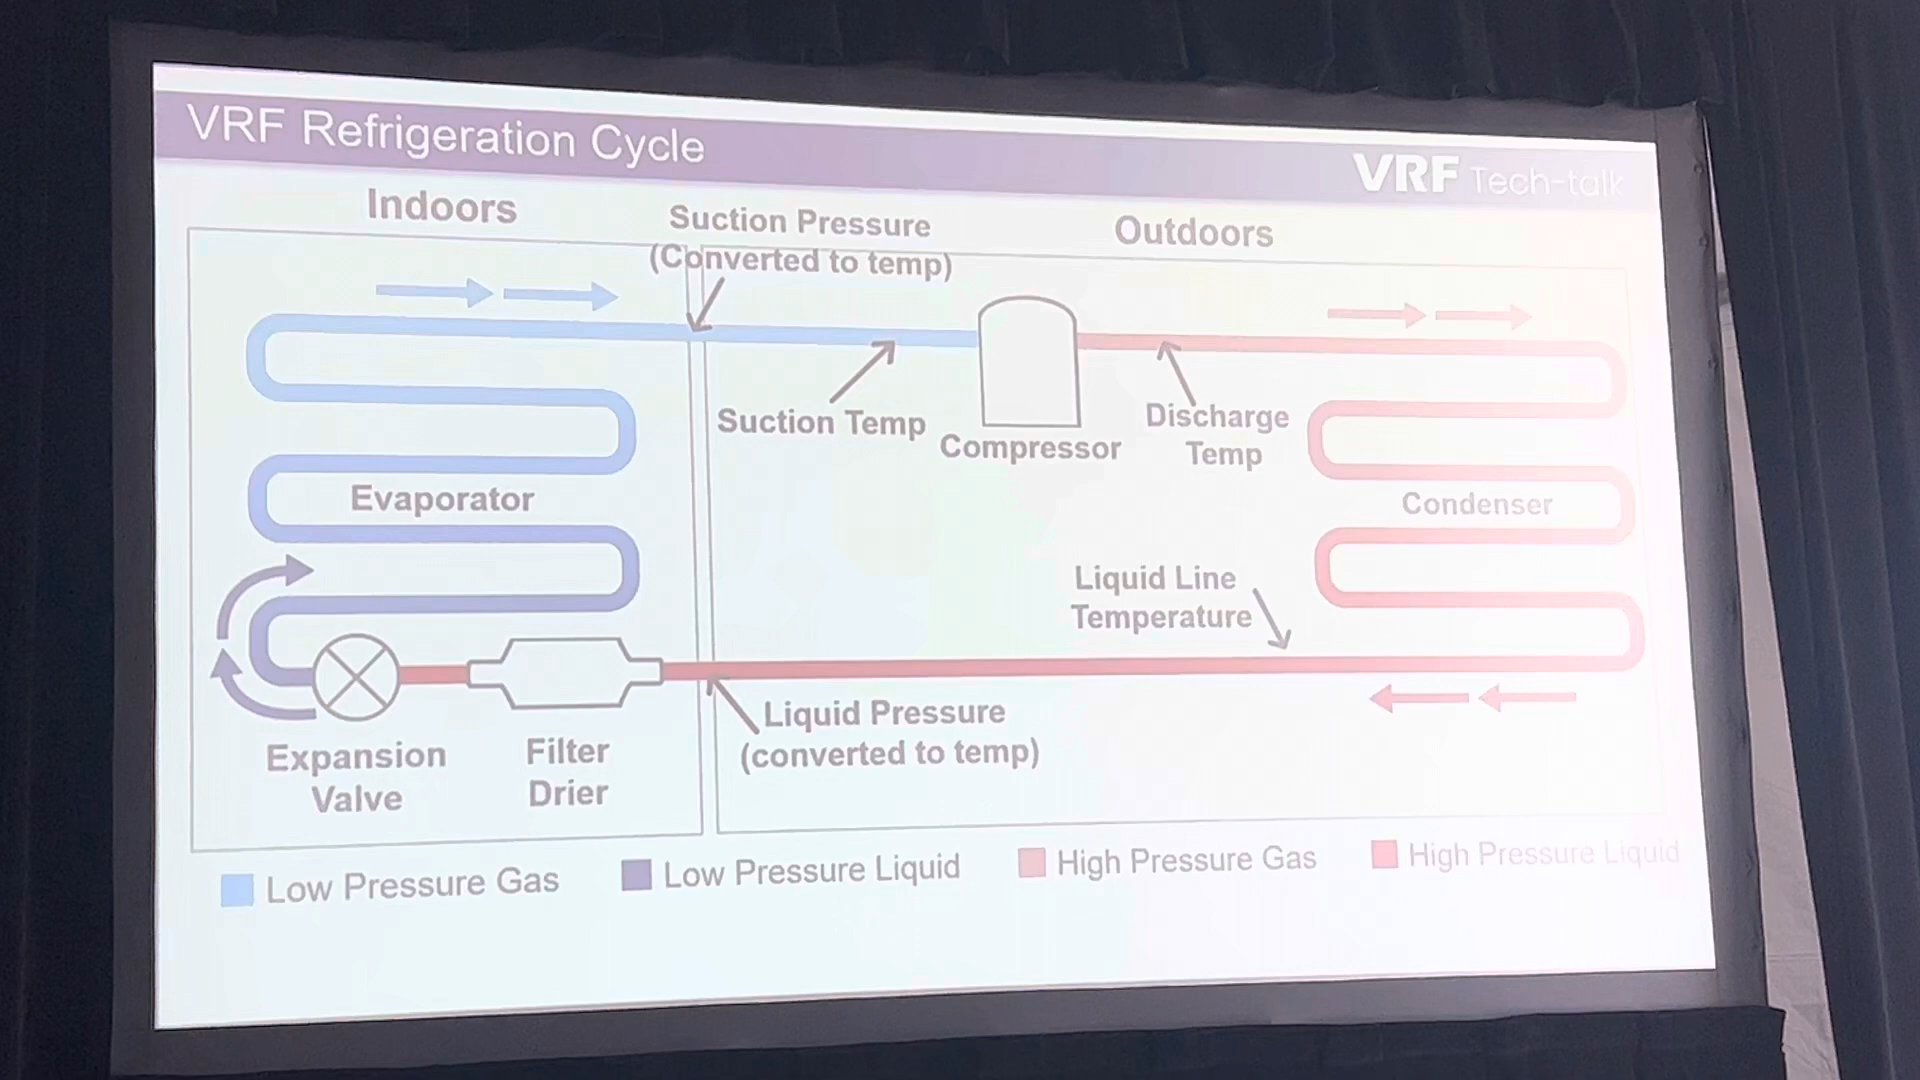 VRF Refrigeration Cycle
VRF Tech-talk
Indoors
Suction Pressure
(Converted to temp)
Outdoors
Suction Temp
Compressor
Discharge
Temp
Evaporator
Condenser
Liquid Line
Temperature
Liquid Pressure
(converted to temp)
Expansion
Valve
Filter
Drier
Low Pressure Gas
Low Pressure Liquid
High Pressure Gas
High Pressure Liquid